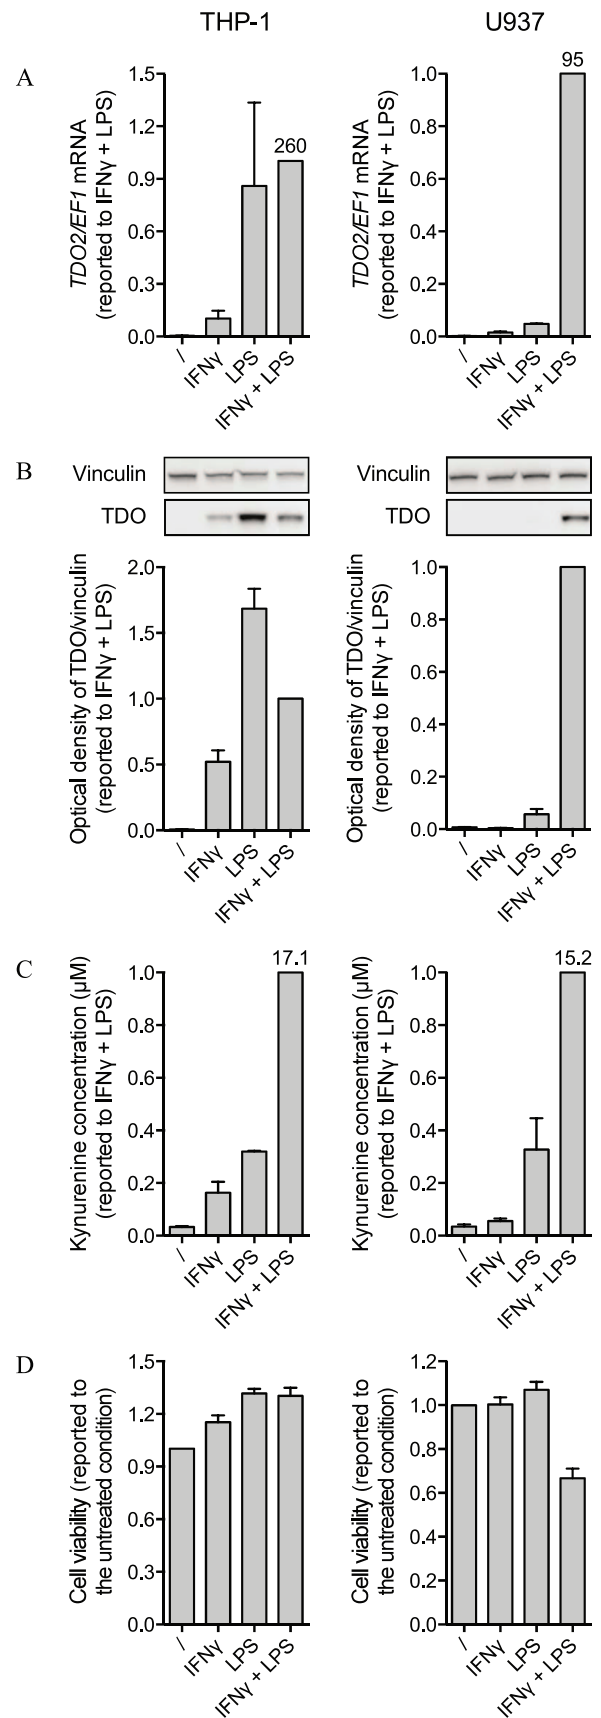 THP-1
U937
A
TDO2/EF1 mRNA
(reported to IFNγ + LPS)
1.5
1.2
0.9
0.6
0.3
0.0
260
/
IFNγ
LPS
IFNγ + LPS
TDO2/EF1 mRNA
(reported to IFNγ + LPS)
1.0
0.8
0.6
0.4
0.2
0.0
95
/
IFNγ
LPS
IFNγ + LPS
B
Vinculin
TDO
Optical density of TDO/vinculin
(reported to IFNγ + LPS)
2.0
1.5
1.0
0.5
0.0
/
IFNγ
LPS
IFNγ + LPS
Vinculin
TDO
Optical density of TDO/vinculin
(reported to IFNγ + LPS)
1.0
0.8
0.6
0.4
0.2
0.0
/
IFNγ
LPS
IFNγ + LPS
C
Kynurenine concentration (μM)
(reported to IFNγ + LPS)
1.0
0.8
0.6
0.4
0.2
0.0
17.1
/
IFNγ
LPS
IFNγ + LPS
Kynurenine concentration (μM)
(reported to IFNγ + LPS)
1.0
0.8
0.6
0.4
0.2
0.0
15.2
/
IFNγ
LPS
IFNγ + LPS
D
Cell viability (reported to
the untreated condition)
1.5
1.2
0.9
0.6
0.3
0.0
/
IFNγ
LPS
IFNγ + LPS
Cell viability (reported to
the untreated condition)
1.2
1.0
0.8
0.6
0.4
0.2
0.0
/
IFNγ
LPS
IFNγ + LPS